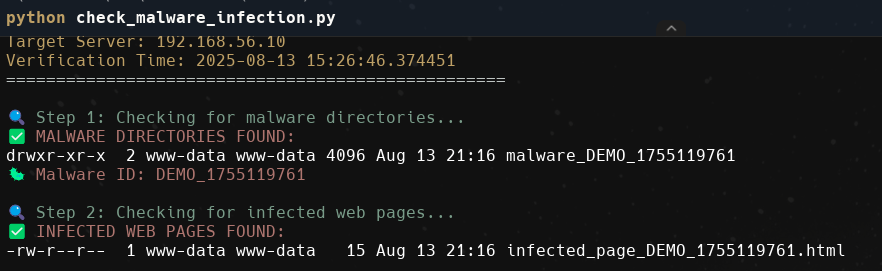 python check_malware_infection.py
Target Server: 192.168.56.10
Verification Time: 2025-08-13 15:26:46.374451
==================================================
🔍 Step 1: Checking for malware directories...
✅ MALWARE DIRECTORIES FOUND:
drwxr-xr-x  2 www-data www-data 4096 Aug 13 21:16 malware_DEMO_1755119761
🦠 Malware ID: DEMO_1755119761
🔍 Step 2: Checking for infected web pages...
✅ INFECTED WEB PAGES FOUND:
-rw-r--r--  1 www-data www-data   15 Aug 13 21:16 infected_page_DEMO_1755119761.html